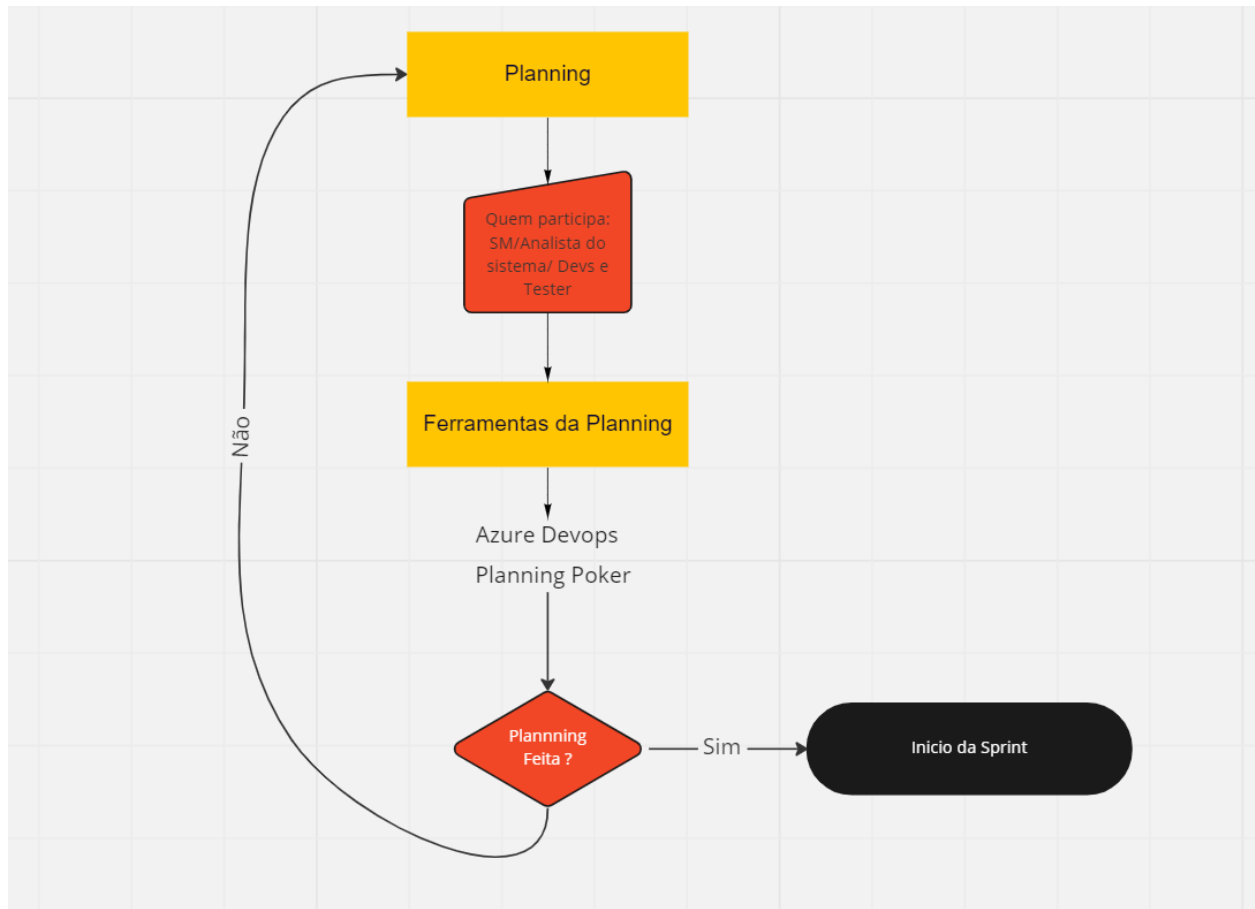 Planning
Quem participa:
SM/Analista do
sistema/ Devs e
Tester
Ferramentas da Planning
Não
Azure Devops
Planning Poker
Plannning
Feita ?
Sim
Inicio da Sprint